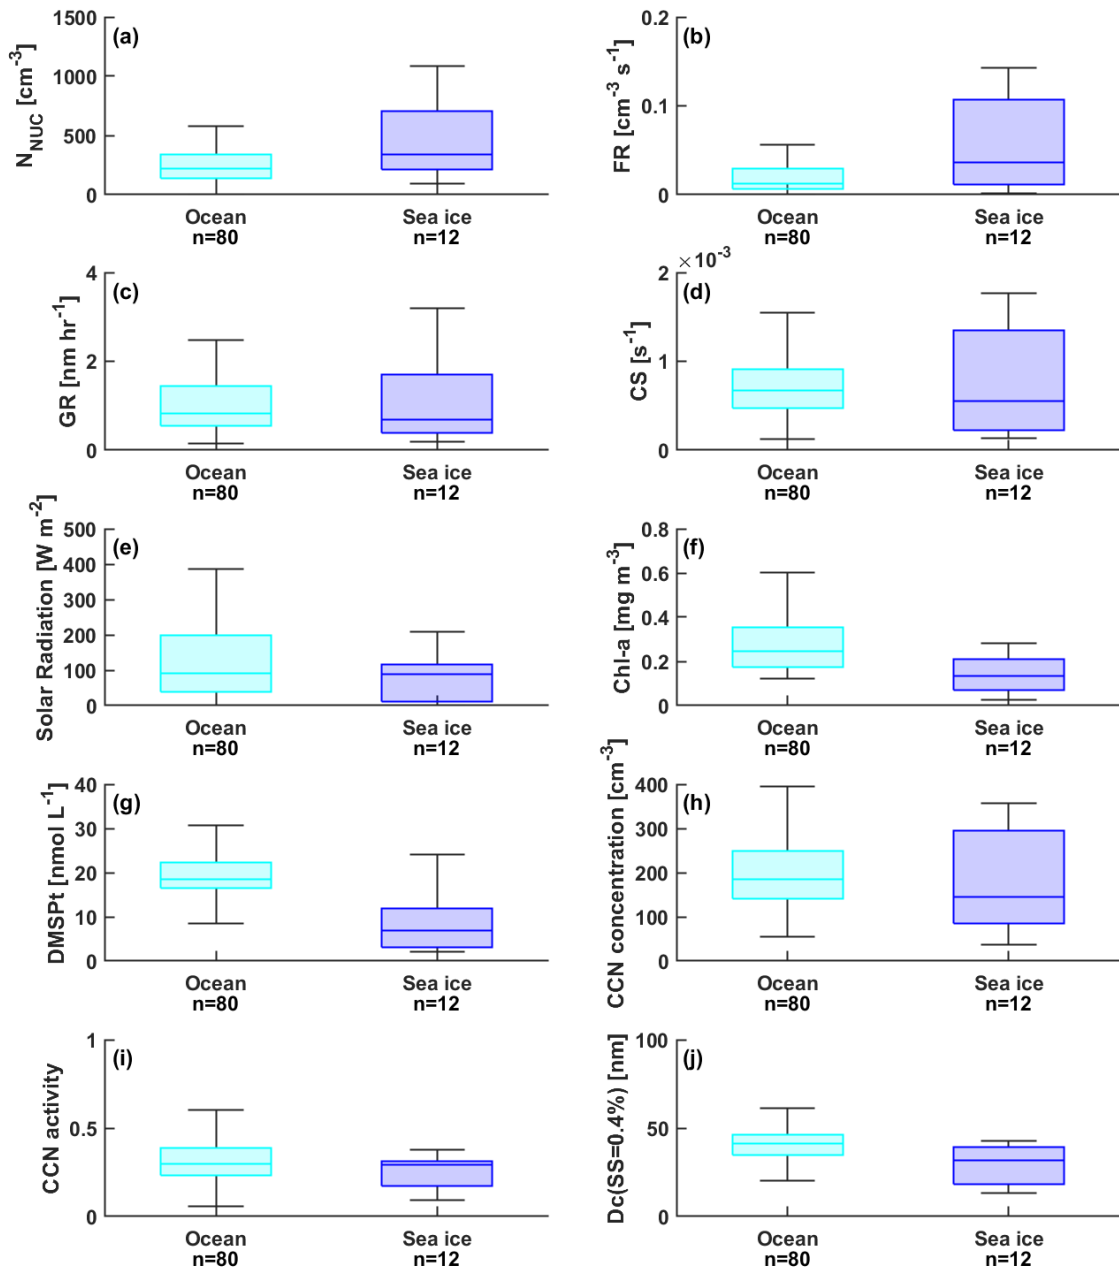 (a)
N_NUC [cm⁻³]
1500
1000
500
0
Ocean
n=80
Sea ice
n=12
(b)
FR [cm⁻³ s⁻¹]
0.2
0.1
0
Ocean
n=80
Sea ice
n=12
(c)
GR [nm hr⁻¹]
4
2
0
Ocean
n=80
Sea ice
n=12
×10⁻³
(d)
CS [s⁻¹]
2
1
0
Ocean
n=80
Sea ice
n=12
(e)
Solar Radiation [W m⁻²]
500
400
300
200
100
0
Ocean
n=80
Sea ice
n=12
(f)
Chl-a [mg m⁻³]
0.8
0.6
0.4
0.2
0
Ocean
n=80
Sea ice
n=12
(g)
DMSPt [nmol L⁻¹]
40
30
20
10
0
Ocean
n=80
Sea ice
n=12
(h)
CCN concentration [cm⁻³]
400
300
200
100
0
Ocean
n=80
Sea ice
n=12
(i)
CCN activity
1
0.5
0
Ocean
n=80
Sea ice
n=12
(j)
Dc(SS=0.4%) [nm]
100
50
0
Ocean
n=80
Sea ice
n=12